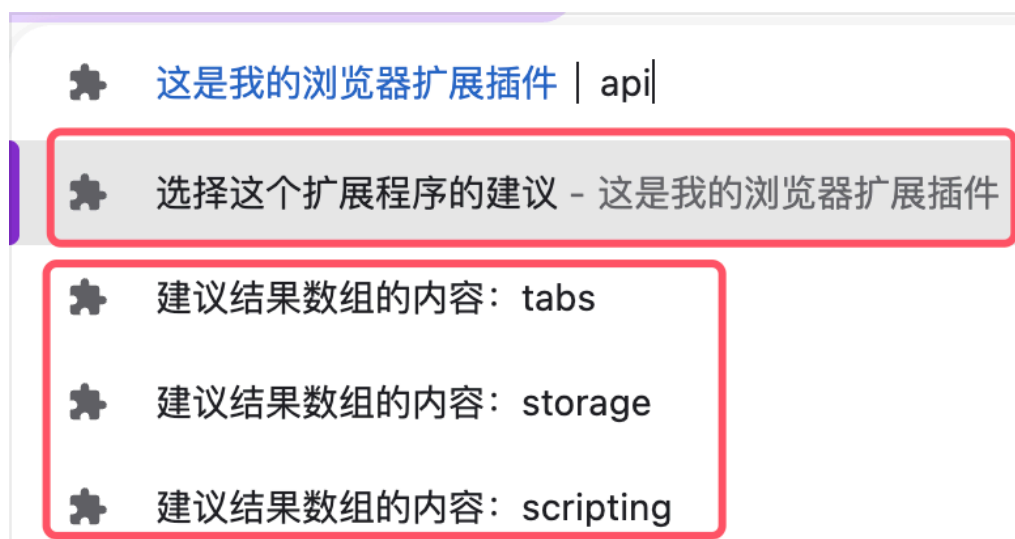 这是我的浏览器扩展插件 | api
选择这个扩展程序的建议 - 这是我的浏览器扩展插件
建议结果数组的内容：tabs
建议结果数组的内容：storage
建议结果数组的内容：scripting